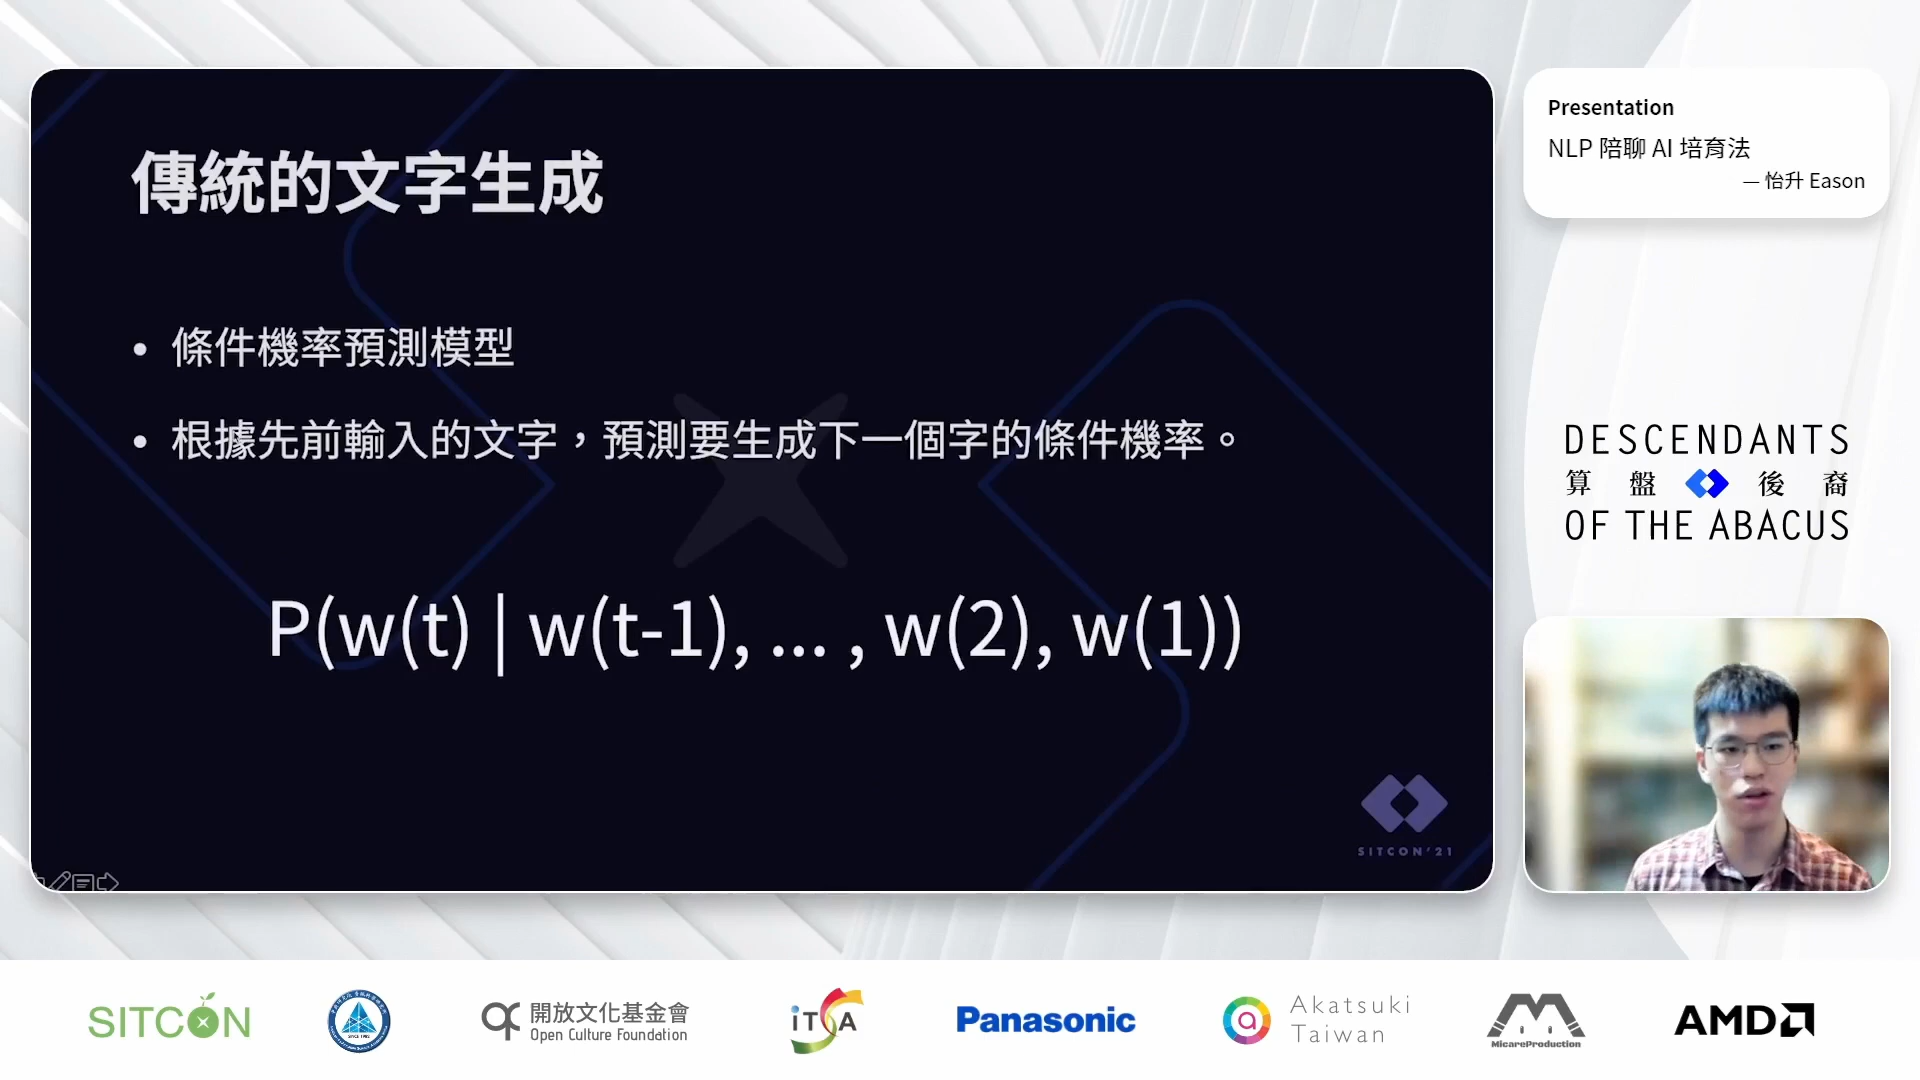 傳統的文字生成
• 條件機率預測模型
• 根據先前輸入的文字，預測要生成下一個字的條件機率。
P(w(t) | w(t-1), ... , w(2), w(1))
SITCON'21
Presentation
NLP 陪聊 AI 培育法
— 怡升 Eason
DESCENDANTS
算盤後裔
OF THE ABACUS
SITCON
開放文化基金會
Open Culture Foundation
iTSA
Panasonic
Akatsuki
Taiwan
MicareProduction
AMD